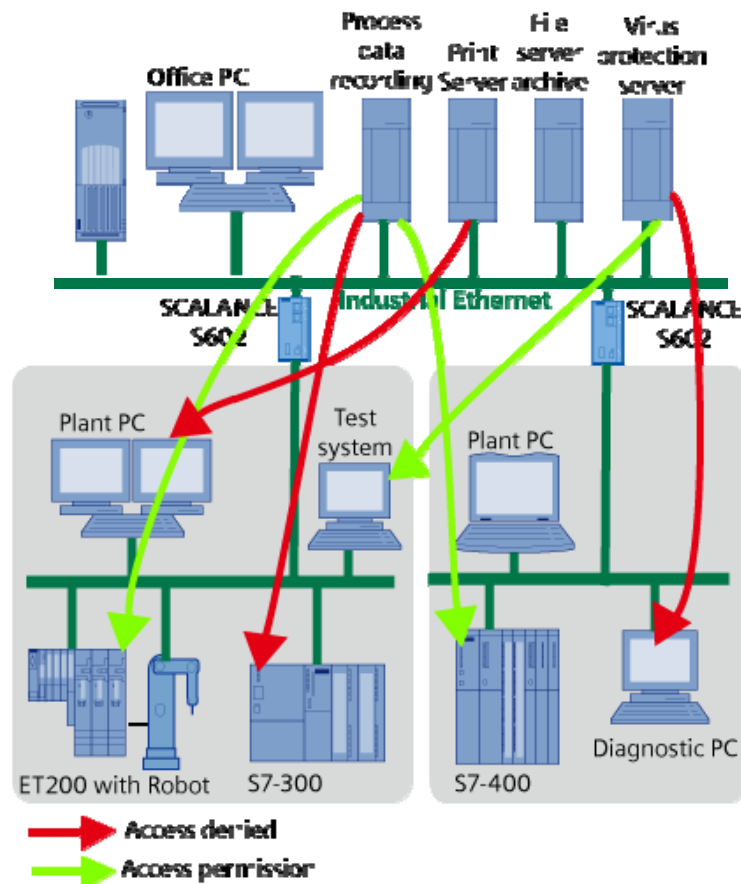 Process
data
recording
Print
Server
File
server
archive
Virus
protection
server
Office PC
Industrial Ethernet
SCALANCE
S602
SCALANCE
S602
Plant PC
Test
system
Plant PC
ET200 with Robot
S7-300
S7-400
Diagnostic PC
Access denied
Access permission